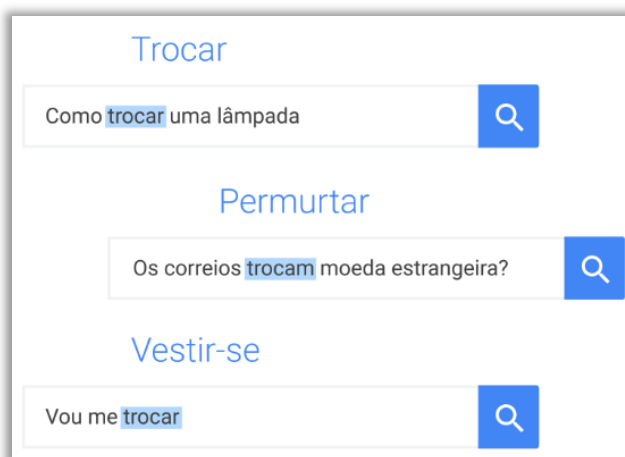 Trocar
Como trocar uma lâmpada
Permurtar
Os correios trocam moeda estrangeira?
Vestir-se
Vou me trocar